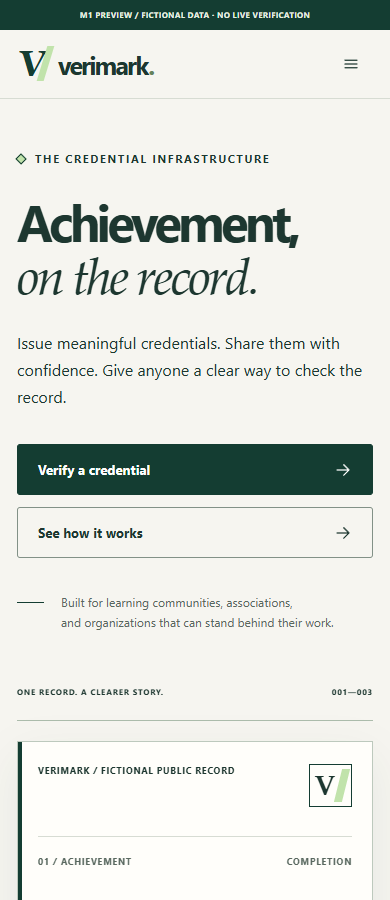 M1 PREVIEW / FICTIONAL DATA · NO LIVE VERIFICATION
V verimark.
THE CREDENTIAL INFRASTRUCTURE
Achievement,
on the record.
Issue meaningful credentials. Share them with
confidence. Give anyone a clear way to check the
record.
Verify a credential →
See how it works →
Built for learning communities, associations,
and organizations that can stand behind their work.
ONE RECORD. A CLEARER STORY. 001—003
VERIMARK / FICTIONAL PUBLIC RECORD V
01 / ACHIEVEMENT COMPLETION